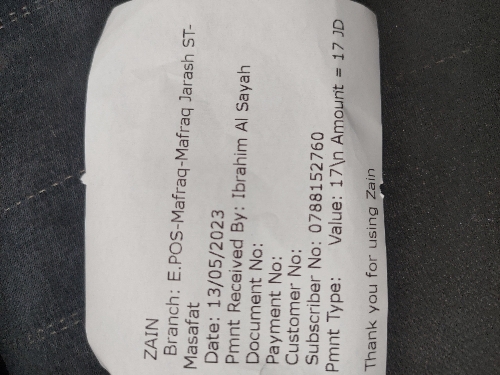 ZAIN
Branch: E.POS-Mafraq-Mafraq Jarash ST-
Masafat
Date: 13/05/2023
Pmnt Received By: Ibrahim Al Sayah
Document No:
Payment No:
Customer No:
Subscriber No: 0788152760
Pmnt Type: Value: 17\n Amount = 17 JD
Thank you for using Zain